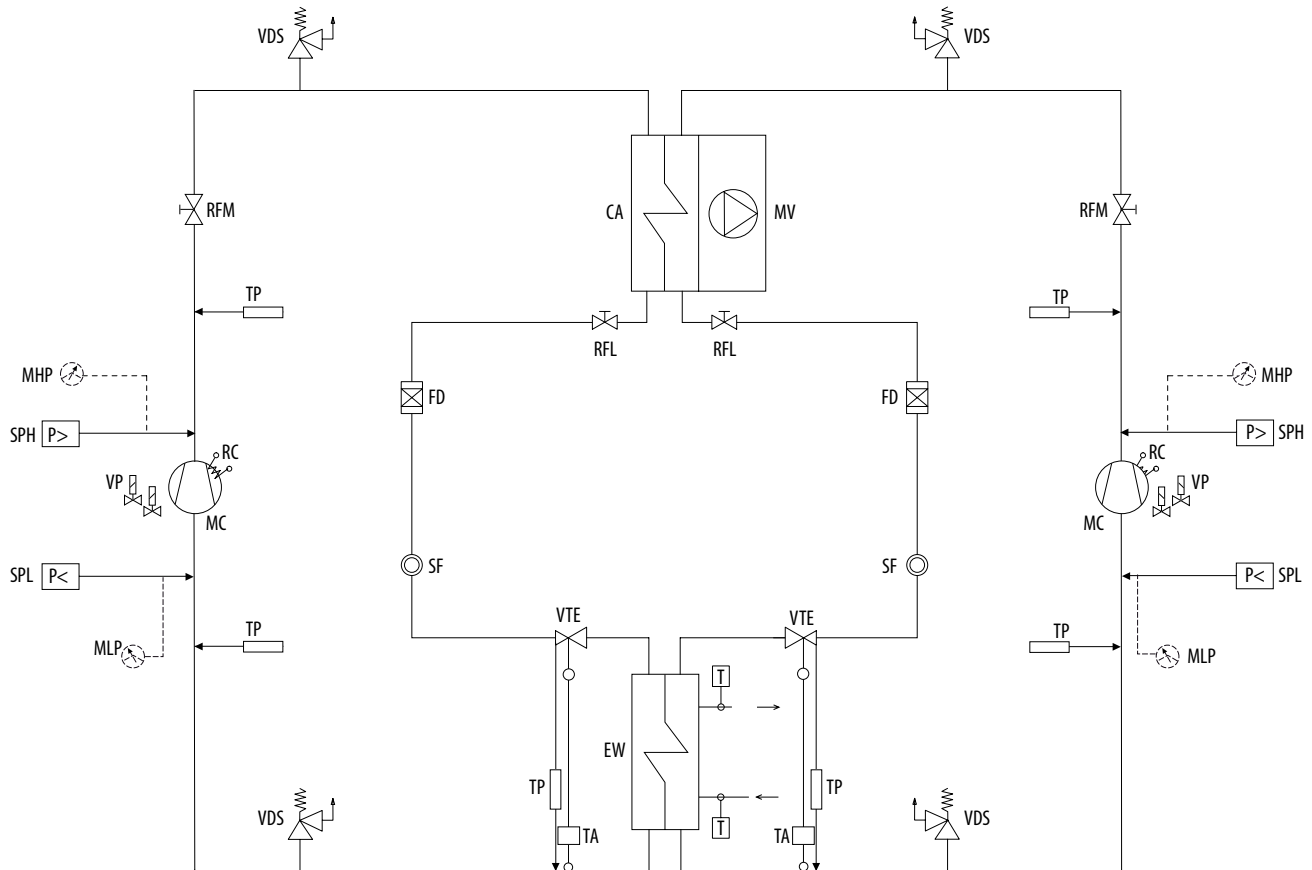 VDS VDS
RFM CA MV RFM
TP TP
RFL RFL
MHP MHP
FD FD
SPH P> P> SPH
RC RC
VP VP
MC MC
SF SF
SPL P< P< SPL
VTE VTE
TP TP
MLP MLP
T
EW
TP TP
VDS VDS
T
TA TA